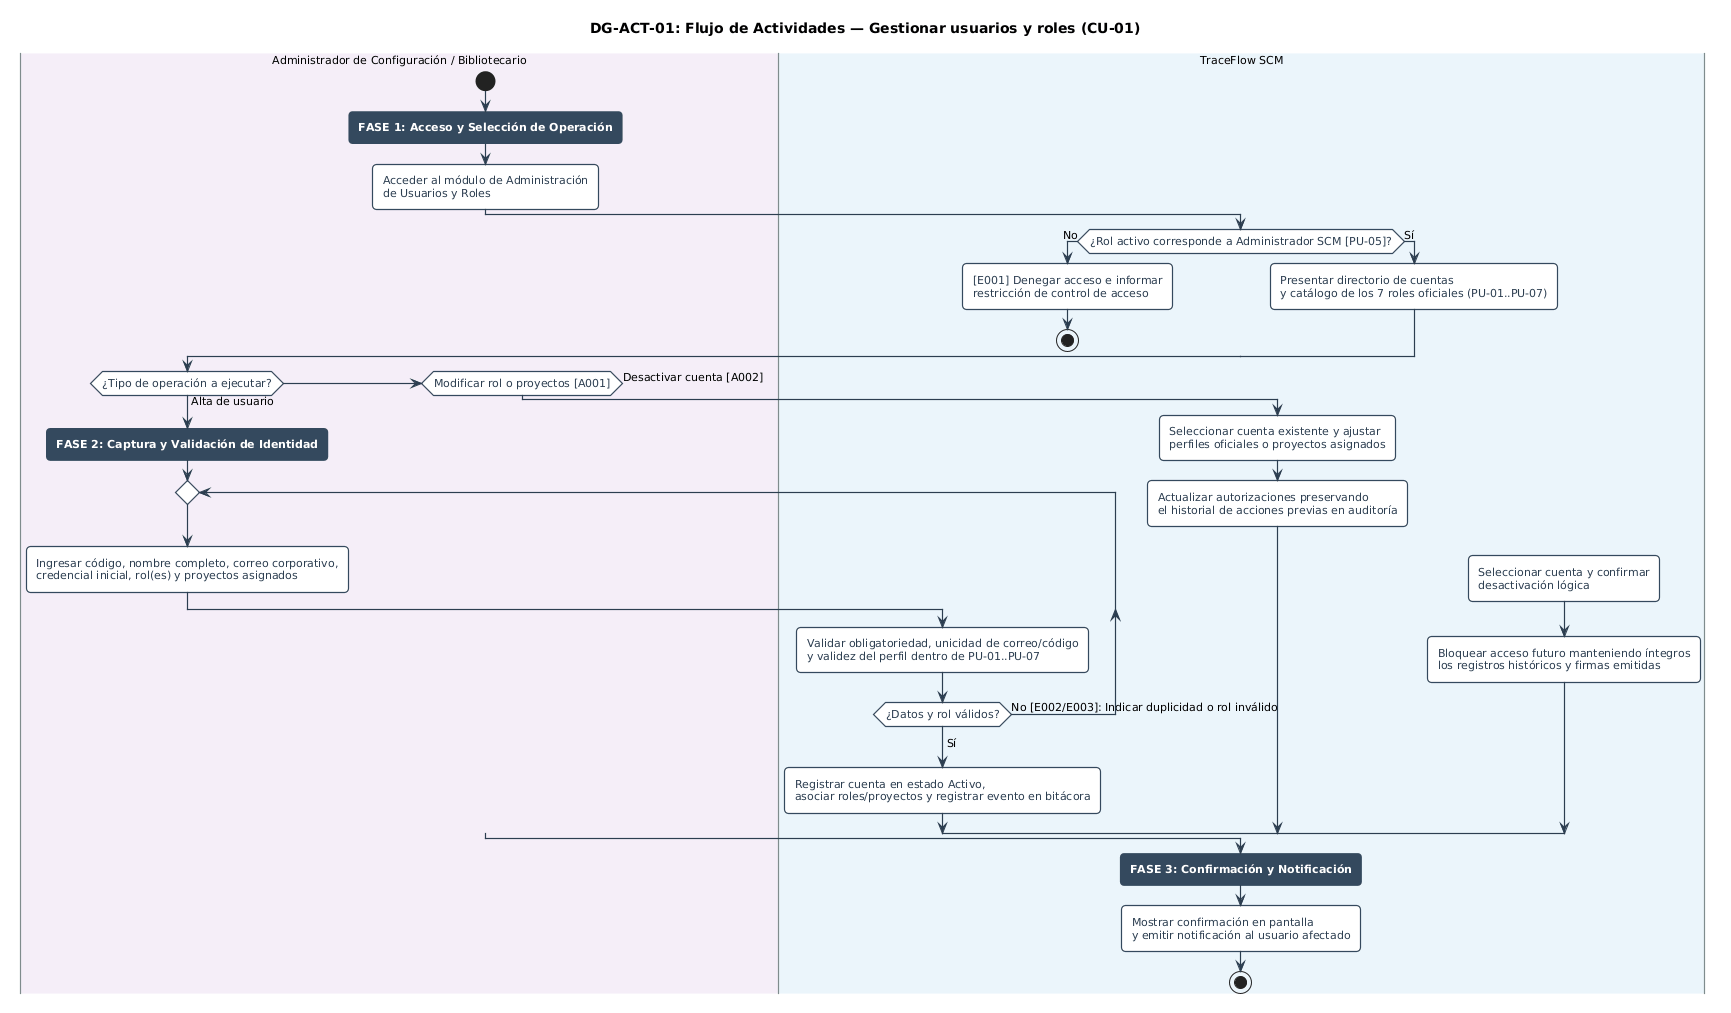 DG-ACT-01: Flujo de Actividades — Gestionar usuarios y roles (CU-01)
Administrador de Configuración / Bibliotecario
TraceFlow SCM
FASE 1: Acceso y Selección de Operación
Acceder al módulo de Administración
de Usuarios y Roles
No
¿Rol activo corresponde a Administrador SCM [PU-05]?
Sí
[E001] Denegar acceso e informar
restricción de control de acceso
Presentar directorio de cuentas
y catálogo de los 7 roles oficiales (PU-01..PU-07)
¿Tipo de operación a ejecutar?
Modificar rol o proyectos [A001]
Desactivar cuenta [A002]
Alta de usuario
Seleccionar cuenta existente y ajustar
perfiles oficiales o proyectos asignados
FASE 2: Captura y Validación de Identidad
Actualizar autorizaciones preservando
el historial de acciones previas en auditoría
Ingresar código, nombre completo, correo corporativo,
credencial inicial, rol(es) y proyectos asignados
Seleccionar cuenta y confirmar
desactivación lógica
Validar obligatoriedad, unicidad de correo/código
y validez del perfil dentro de PU-01..PU-07
Bloquear acceso futuro manteniendo íntegros
los registros históricos y firmas emitidas
¿Datos y rol válidos?
No [E002/E003]: Indicar duplicidad o rol inválido
Sí
Registrar cuenta en estado Activo,
asociar roles/proyectos y registrar evento en bitácora
FASE 3: Confirmación y Notificación
Mostrar confirmación en pantalla
y emitir notificación al usuario afectado